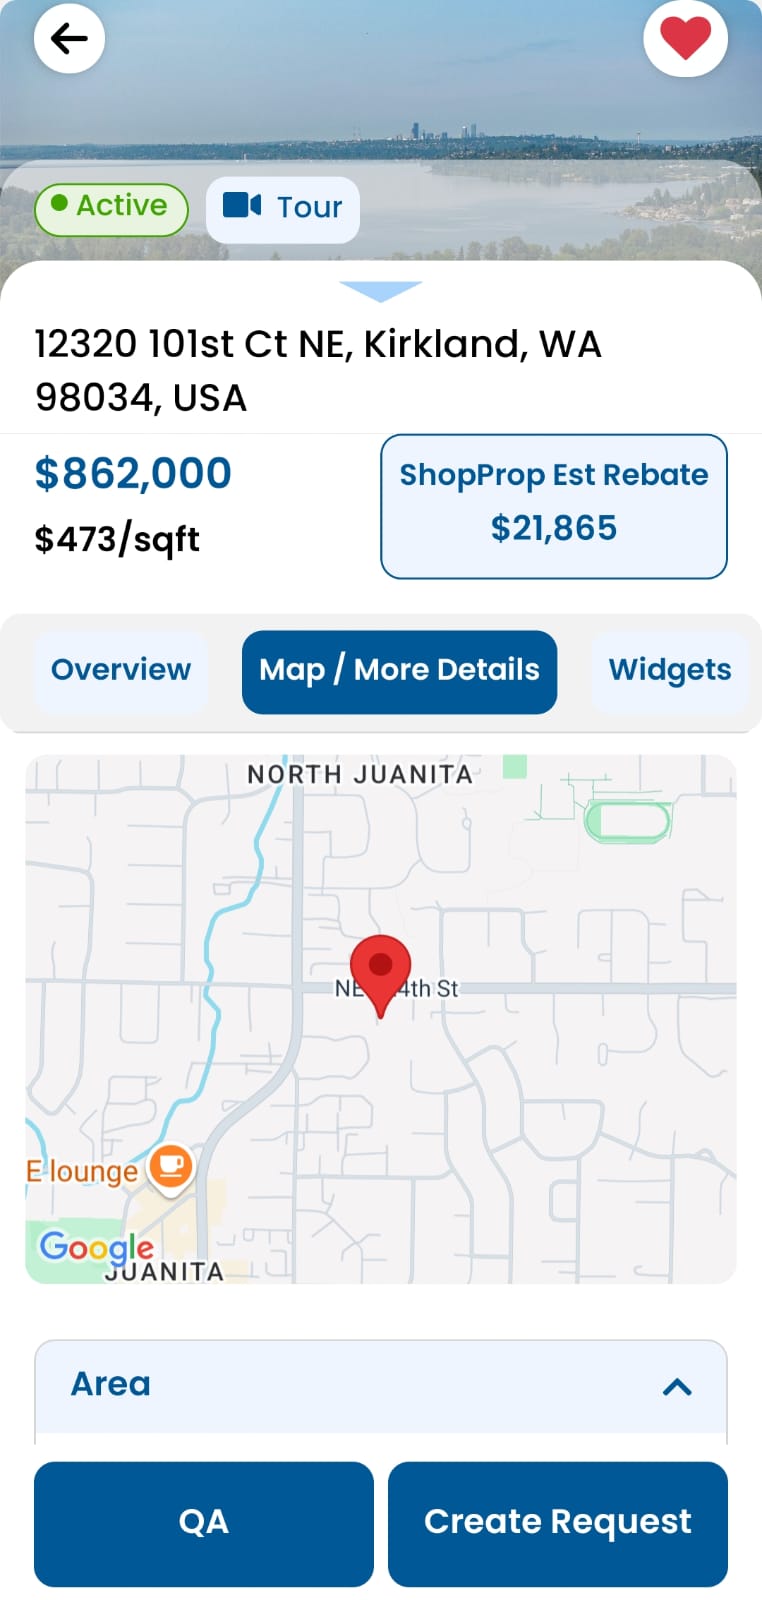 Active
Tour
12320 101st Ct NE, Kirkland, WA
98034, USA
$862,000
$473/sqft
ShopProp Est Rebate
$21,865
Overview
Map / More Details
Widgets
NORTH JUANITA
NE 4th St
E lounge
Google
JUANITA
Area
QA
Create Request